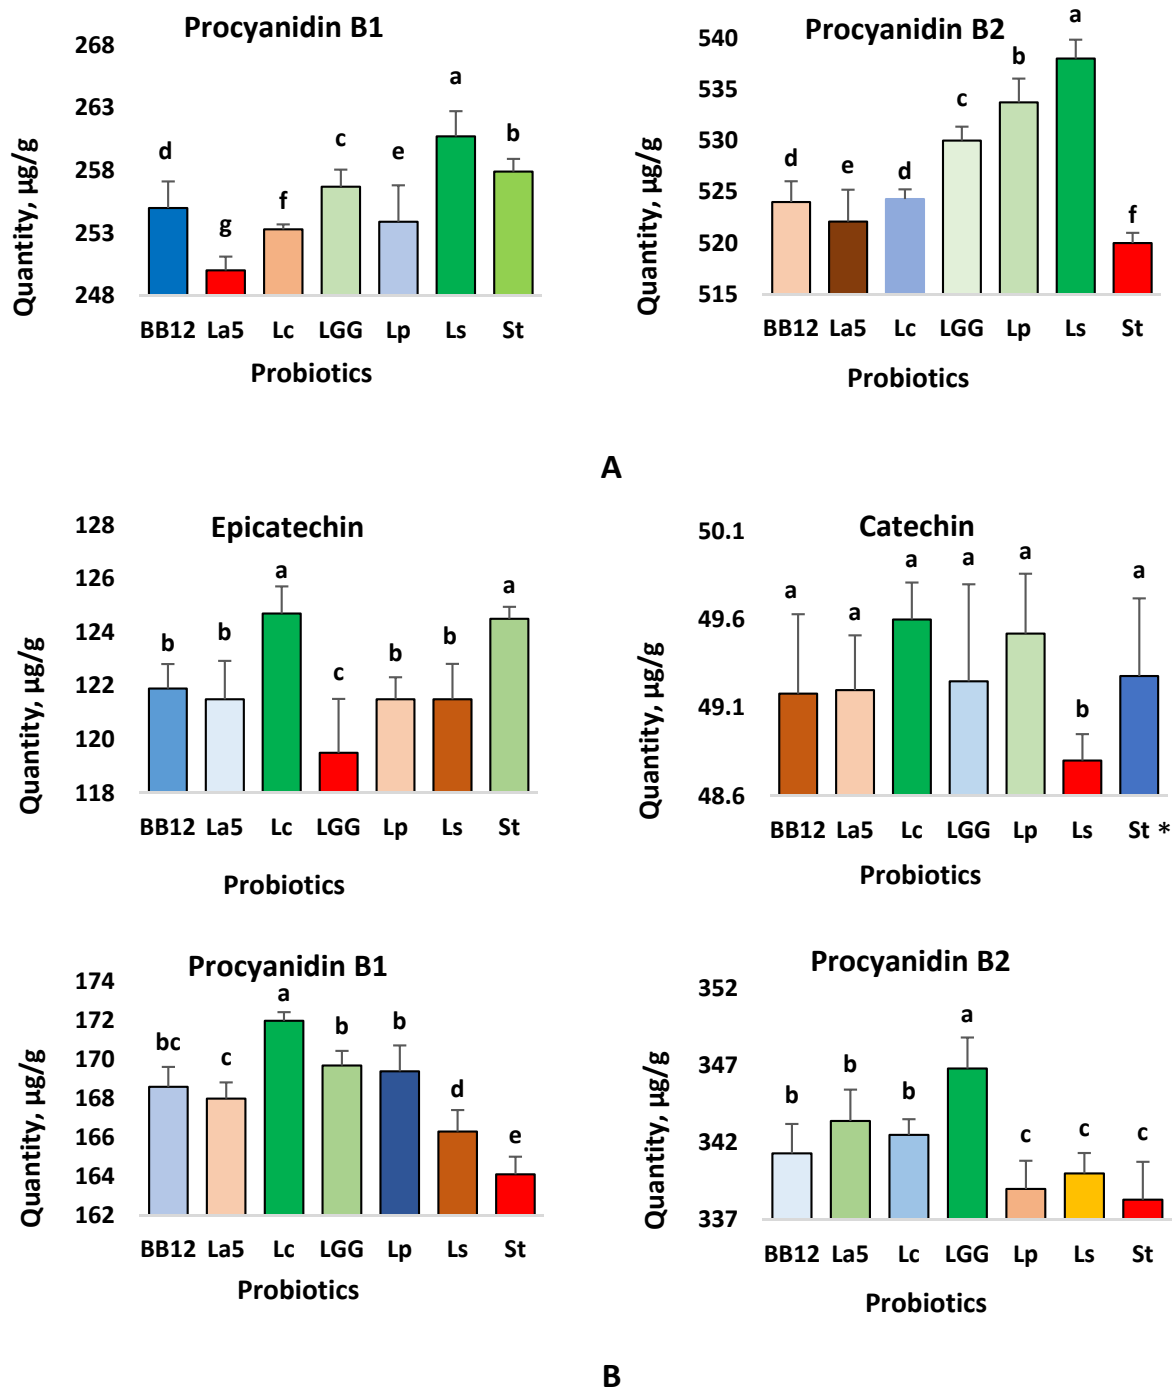 Procyanidin B1
268
263
258
253
248
Quantity, µg/g
d
g
f
c
e
a
b
BB12 La5 Lc LGG Lp Ls St
Probiotics
Procyanidin B2
540
535
530
525
520
515
Quantity, µg/g
d
e
d
c
b
a
f
BB12 La5 Lc LGG Lp Ls St
Probiotics
A
Epicatechin
128
126
124
122
120
118
Quantity, µg/g
b
b
a
c
b
b
a
BB12 La5 Lc LGG Lp Ls St
Probiotics
Catechin
50.1
49.6
49.1
48.6
Quantity, µg/g
a
a
a
a
a
b
a
BB12 La5 Lc LGG Lp Ls St *
Probiotics
Procyanidin B1
174
172
170
168
166
164
162
Quantity, µg/g
bc
c
a
b
b
d
e
BB12 La5 Lc LGG Lp Ls St
Probiotics
Procyanidin B2
352
347
342
337
Quantity, µg/g
b
b
b
a
c
c
c
BB12 La5 Lc LGG Lp Ls St
Probiotics
B